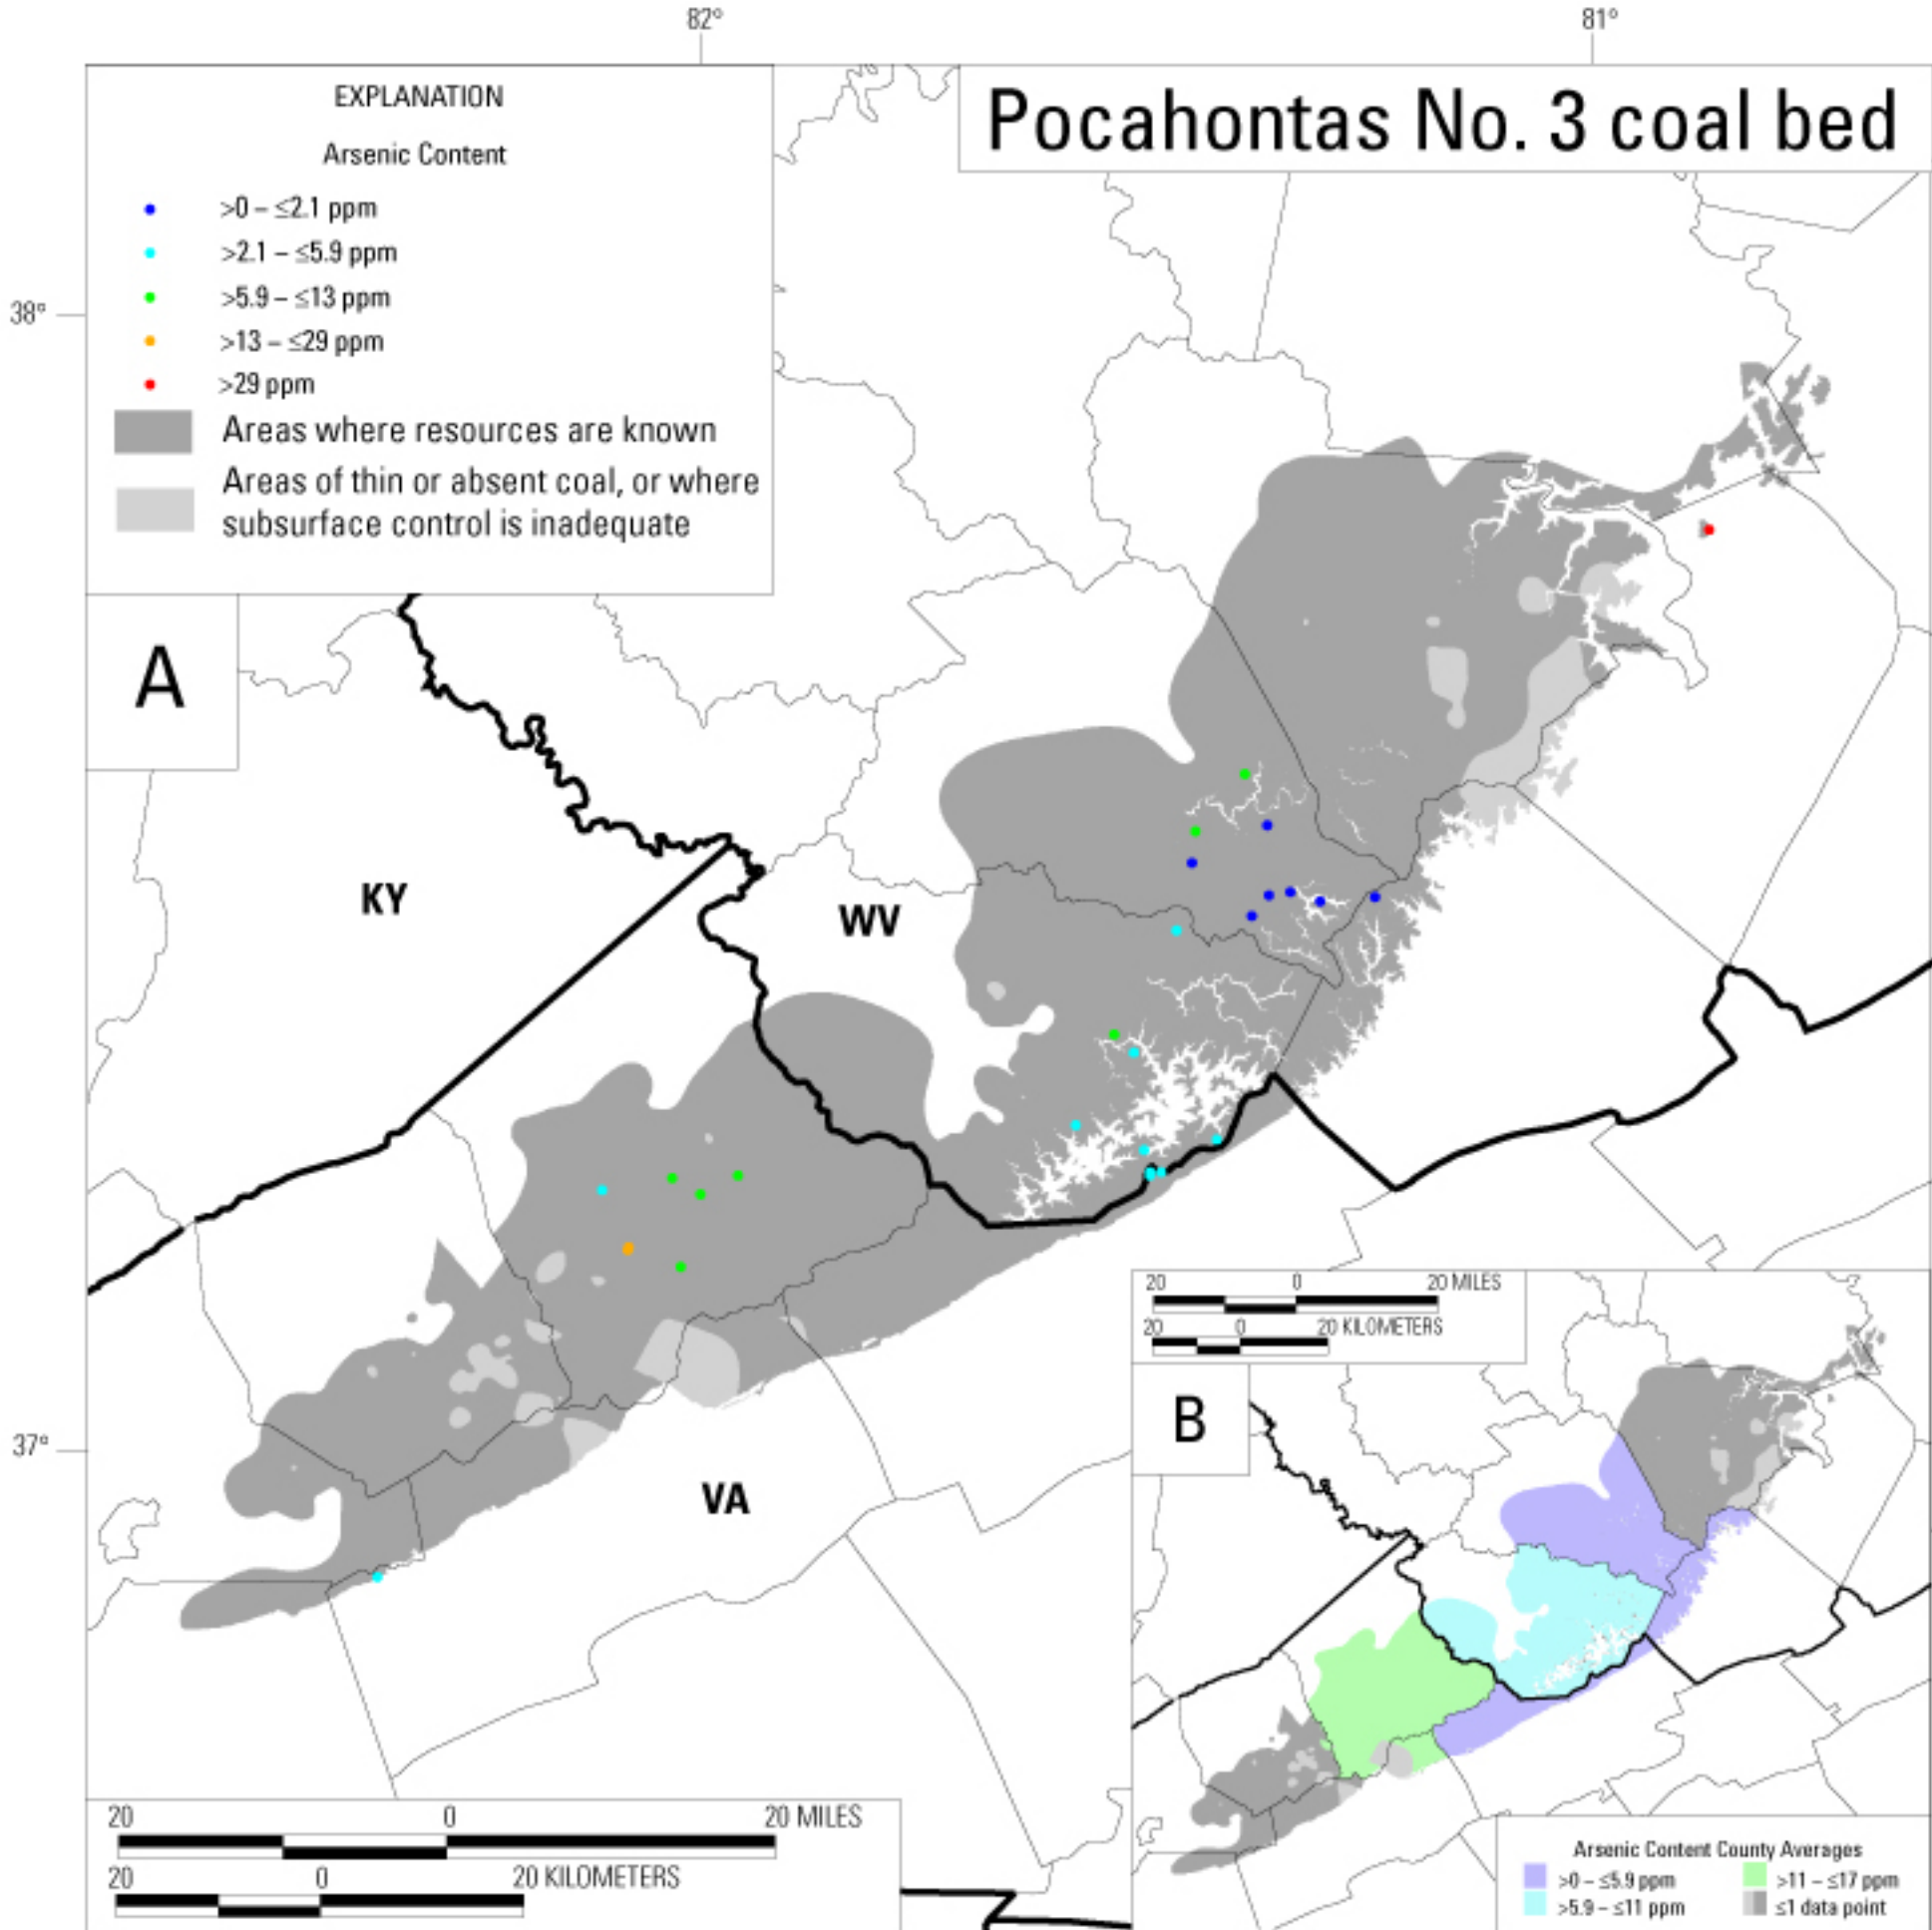 82°
81°
Pocahontas No. 3 coal bed
EXPLANATION
Arsenic Content
>0 – ≤2.1 ppm
>2.1 – ≤5.9 ppm
>5.9 – ≤13 ppm
>13 – ≤29 ppm
>29 ppm
Areas where resources are known
Areas of thin or absent coal, or where
subsurface control is inadequate
38°
A
KY
WV
VA
37°
20 0 20 MILES
20 0 20 KILOMETERS
20 0 20 MILES
20 0 20 KILOMETERS
B
Arsenic Content County Averages
>0 – ≤5.9 ppm
>11 – ≤17 ppm
>5.9 – ≤11 ppm
≤1 data point